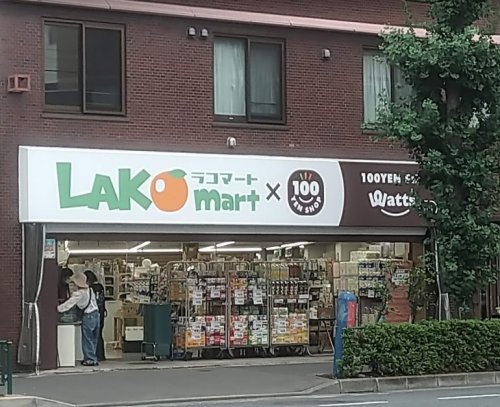 LAKO
ラコマート
mart
×
100
YEN SHOP
100YEN
Watts